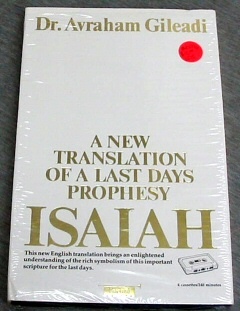 Dr. Avraham Gileadi
A NEW
TRANSLATION
OF A LAST DAYS
PROPHESY
ISAIAH
This new English translation brings an enlightened
understanding of the rich symbolism of this important
scripture for the last days.